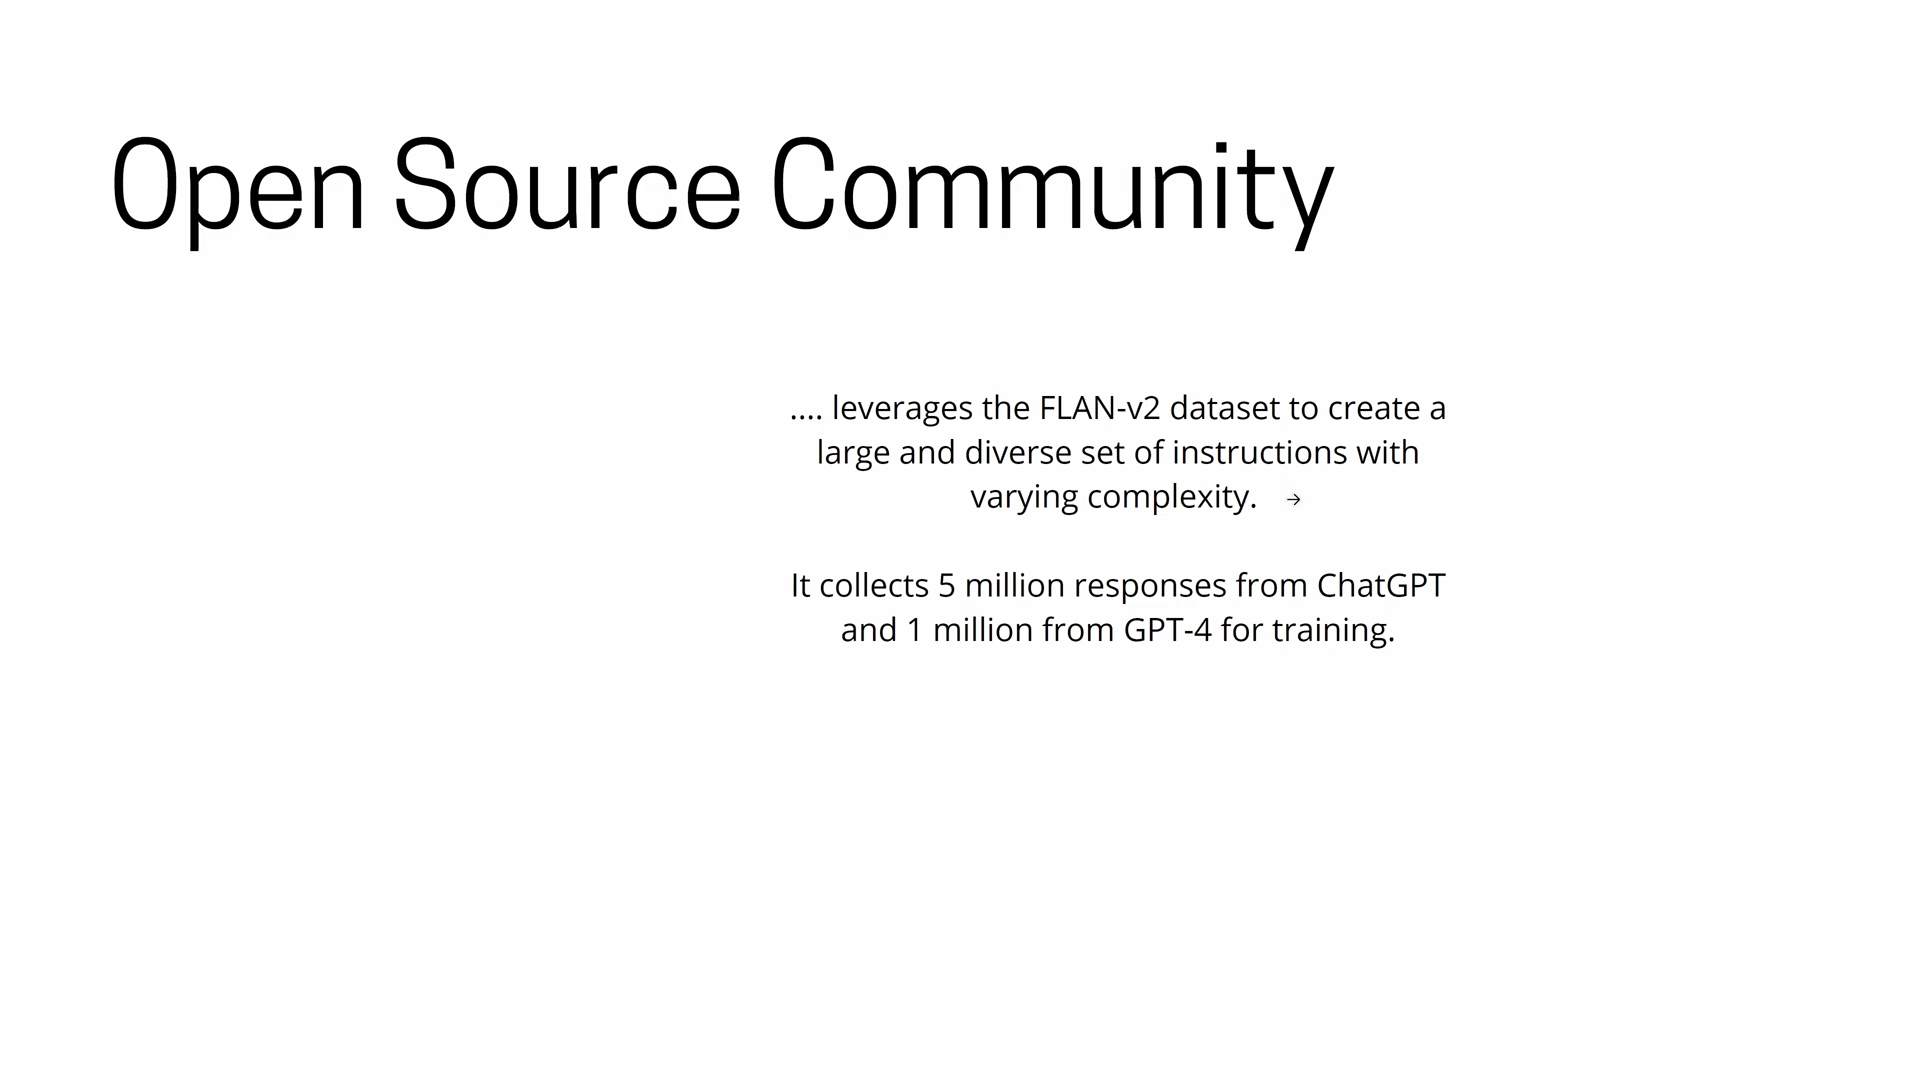 Open Source Community
.... leverages the FLAN-v2 dataset to create a
large and diverse set of instructions with
varying complexity. →
It collects 5 million responses from ChatGPT
and 1 million from GPT-4 for training.